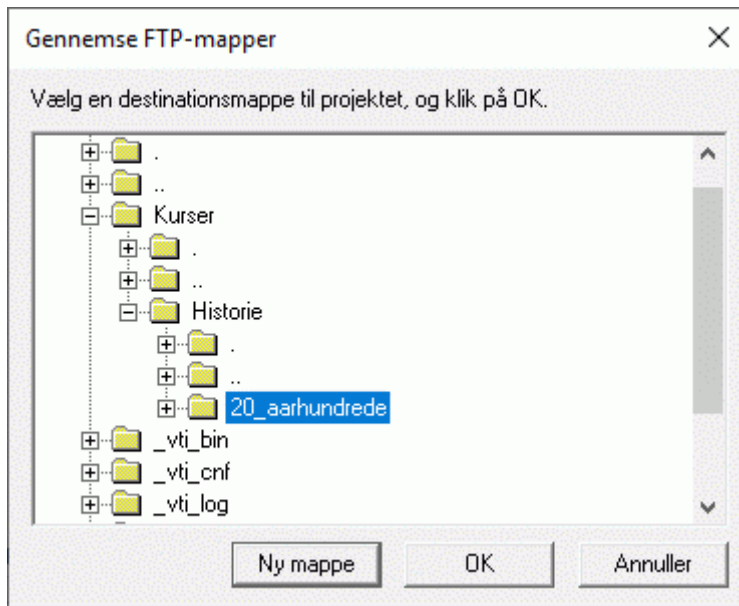 Gennemse FTP-mapper
Vælg en destinationsmappe til projektet, og klik på OK.
.
..
Kurser
.
..
Historie
.
..
20_aarhundrede
_vti_bin
_vti_cnf
_vti_log
Ny mappe OK Annuller